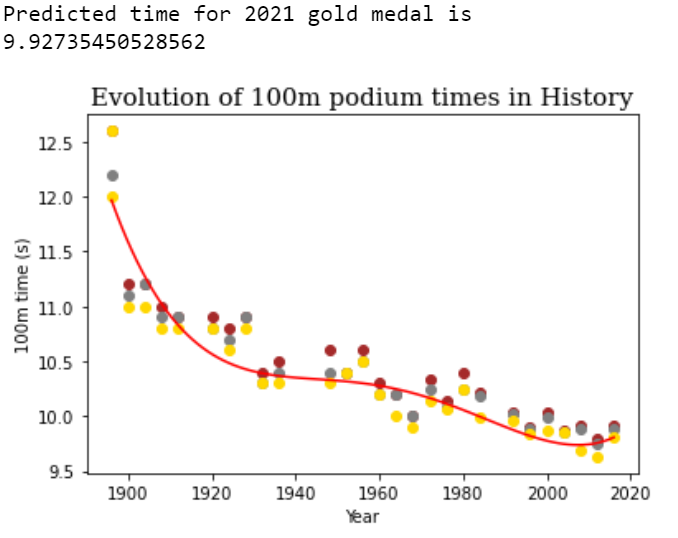 Predicted time for 2021 gold medal is
9.92735450528562
Evolution of 100m podium times in History
12.5
12.0
11.5
11.0
10.5
10.0
9.5
100m time (s)
1900 1920 1940 1960 1980 2000 2020
Year